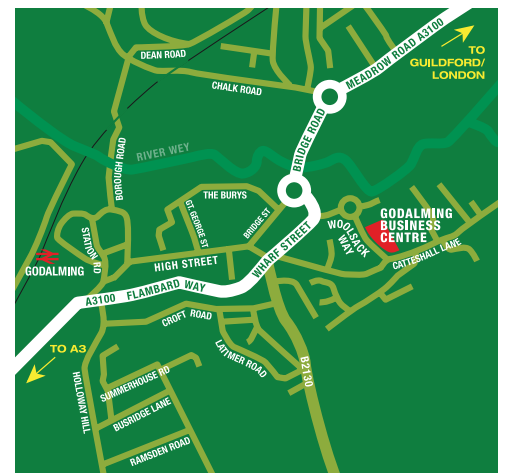 DEAN ROAD
MEADROW ROAD A3100
TO
GUILDFORD/
LONDON
CHALK ROAD
BRIDGE ROAD
RIVER WEY
BOROUGH ROAD
THE BURYS
GT. GEORGE ST
BRIDGE ST
WOOLSACK
WAY
GODALMING
BUSINESS
CENTRE
STATION RD
HIGH STREET
WHARF STREET
CATTESHALL LANE
GODALMING
A3100 FLAMBARD WAY
CROFT ROAD
TO A3
LATIMER ROAD
B2130
HOLLOWAY HILL
SUMMERHOUSE RD
BUSRIDGE LANE
RAMSDEN ROAD